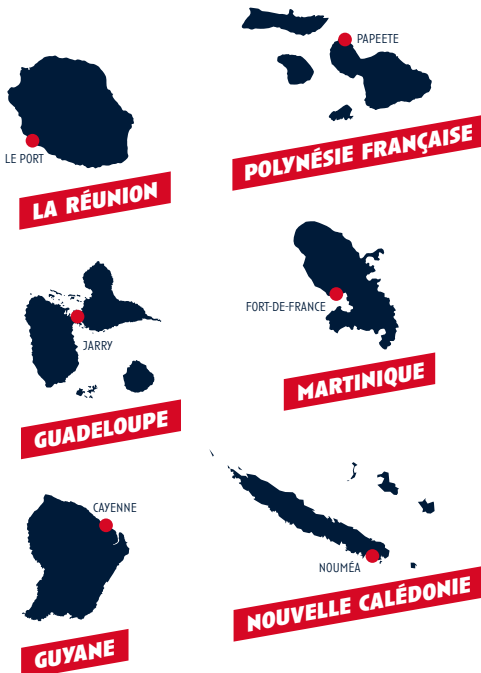 PAPEETE
POLYNÉSIE FRANÇAISE
LE PORT
LA RÉUNION
FORT-DE-FRANCE
MARTINIQUE
JARRY
GUADELOUPE
CAYENNE
GUYANE
NOUMÉA
NOUVELLE CALÉDONIE